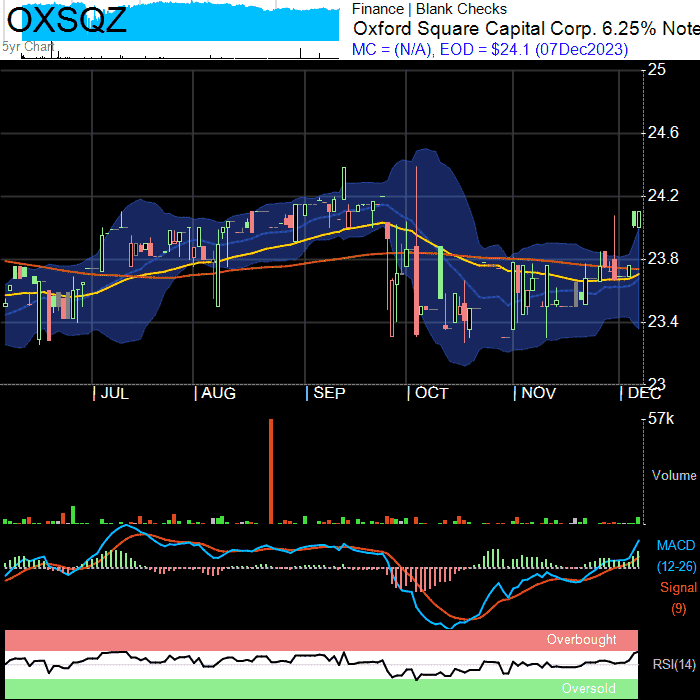 OXSQZ
5yr Chart
Finance | Blank Checks
Oxford Square Capital Corp. 6.25% Note
MC = (N/A), EOD = $24.1 (07Dec2023)
25
24.6
24.2
23.8
23.4
23
| JUL | AUG | SEP | OCT | NOV | DEC
57k
Volume
MACD
(12-26)
Signal
(9)
Overbought
RSI(14)
Oversold